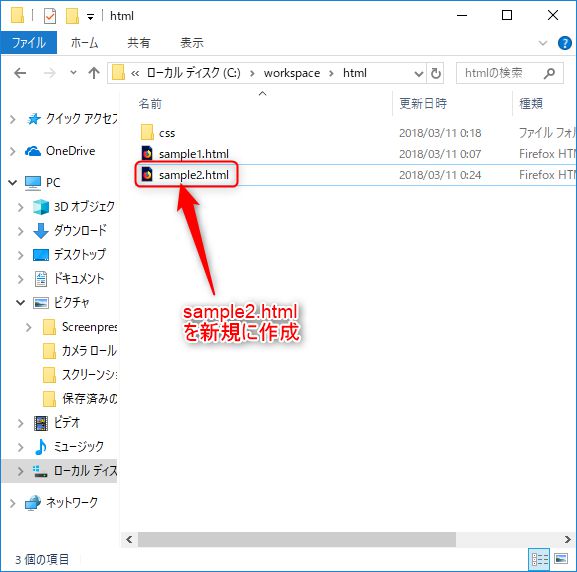 html
ファイル
ホーム
共有
表示
« ローカル ディスク (C:) > workspace > html
htmlの検索
名前
更新日時
種類
css
2018/03/11 0:18
ファイル フォル
sample1.html
2018/03/11 0:07
Firefox HTM
sample2.html
2018/03/11 0:24
Firefox HTM
sample2.html
を新規に作成
クイック アクセス
OneDrive
PC
3D オブジェクト
ダウンロード
デスクトップ
ドキュメント
ピクチャ
Screenpres
カメラ ロール
スクリーンショ
保存済みの
ビデオ
ミュージック
ローカル ディス
ネットワーク
3 個の項目